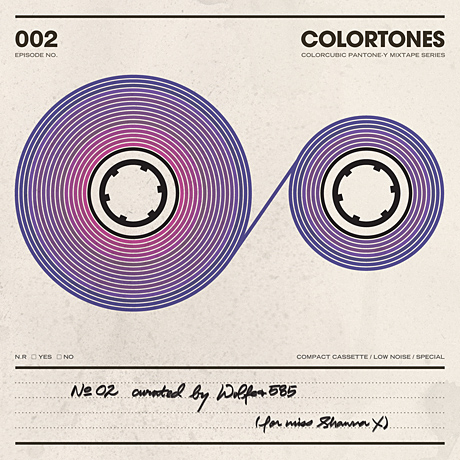 002
COLORTONES
EPISODE NO.
COLORCUBIC PANTONE-Y MIXTAPE SERIES
N.R □ YES □ NO
COMPACT CASSETTE / LOW NOISE / SPECIAL
Nº 02 curated by 585
(for miss Shanna X)